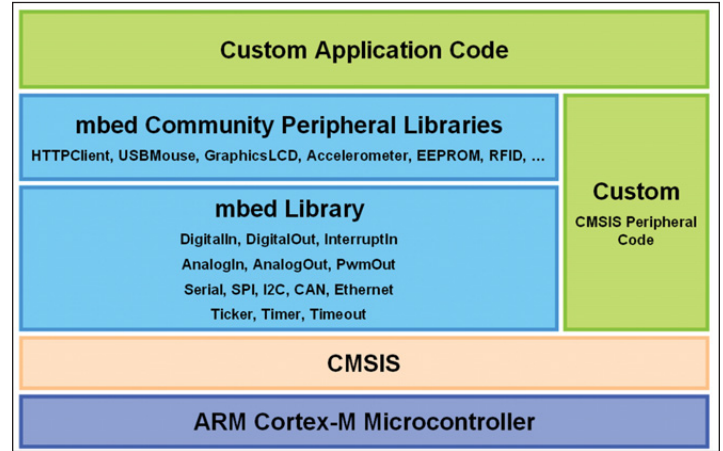 Custom Application Code
mbed Community Peripheral Libraries
HTTPClient, USBMouse, GraphicsLCD, Accelerometer, EEPROM, RFID, ...
mbed Library
DigitalIn, DigitalOut, InterruptIn
AnalogIn, AnalogOut, PwmOut
Serial, SPI, I2C, CAN, Ethernet
Ticker, Timer, Timeout
Custom
CMSIS Peripheral
Code
CMSIS
ARM Cortex-M Microcontroller